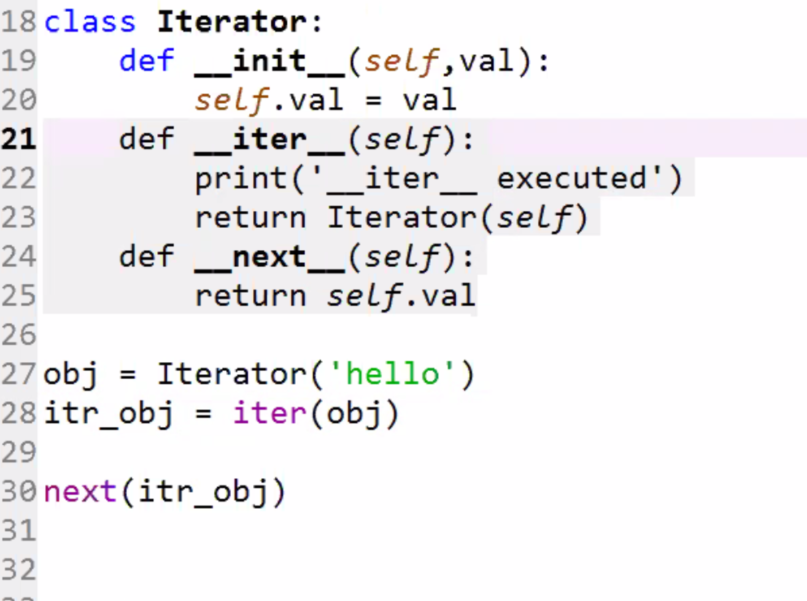 18 class Iterator:
19     def __init__(self,val):
20         self.val = val
21     def __iter__(self):
22         print('__iter__ executed')
23         return Iterator(self)
24     def __next__(self):
25         return self.val
26
27 obj = Iterator('hello')
28 itr_obj = iter(obj)
29
30 next(itr_obj)
31
32